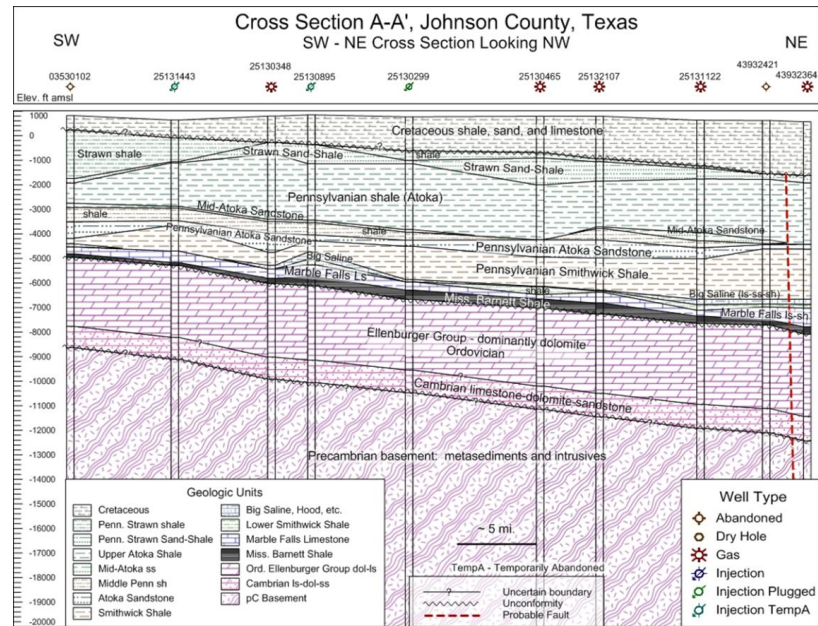 Cross Section A-A', Johnson County, Texas
SW - NE Cross Section Looking NW
SW
NE
03530102
25131443
25130348
25130895
25130299
25130465
25132107
25131122
43932421
43932364
Elev. ft amsl
1000
0
-1000
-2000
-3000
-4000
-5000
-6000
-7000
-8000
-9000
-10000
-11000
-12000
-13000
-14000
-15000
-16000
-17000
-18000
-19000
-20000
?
?
Cretaceous shale, sand, and limestone
Strawn shale
Strawn Sand-Shale
shale
Strawn Sand-Shale
Pennsylvanian shale (Atoka)
Mid-Atoka Sandstone
shale
shale
Mid-Atoka Sandstone
Pennsylvanian Atoka Sandstone
Pennsylvanian Atoka Sandstone
Big Saline
Pennsylvanian Smithwick Shale
Marble Falls Ls
shale
Big Saline (ls-ss-sh)
Miss. Barnett Shale
Marble Falls ls-sh
Ellenburger Group - dominantly dolomite
Ordovician
?
?
?
?
Cambrian limestone-dolomite-sandstone
?
?
?
?
Precambrian basement: metasediments and intrusives
Geologic Units
Cretaceous
Penn. Strawn shale
Penn. Strawn Sand-Shale
Upper Atoka Shale
Mid-Atoka ss
Middle Penn sh
Atoka Sandstone
Smithwick Shale
Big Saline, Hood, etc.
Lower Smithwick Shale
Marble Falls Limestone
Miss. Barnett Shale
Ord. Ellenburger Group dol-ls
Cambrian ls-dol-ss
pC Basement
~ 5 mi.
TempA - Temporarily Abandoned
? Uncertain boundary
Unconformity
Probable Fault
Well Type
Abandoned
Dry Hole
Gas
Injection
Injection Plugged
Injection TempA